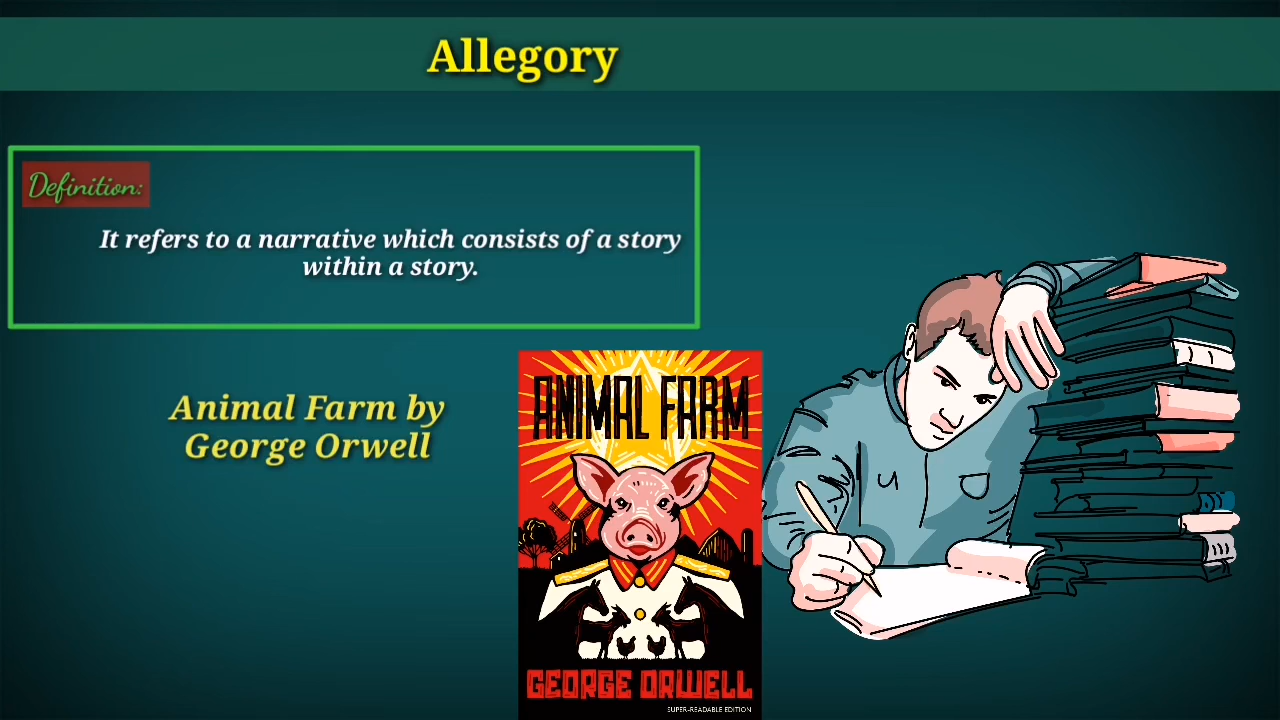 Allegory
Definition:
It refers to a narrative which consists of a story
within a story.
Animal Farm by
George Orwell
ANIMAL FARM
GEORGE ORWELL
SUPER-READABLE EDITION